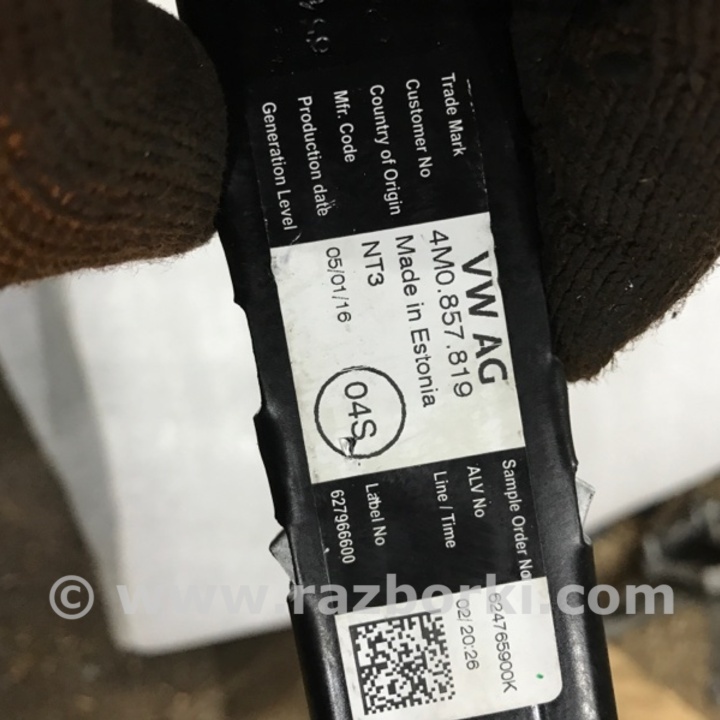 Trade Mark VW AG
Customer No 4M0.857.819
Country of Origin Made in Estonia
Mfr. Code NT3
Production date 05/01/16
Generation Level 04S
Sample Order No 624765900K
ALV No
Line / Time 02/20:26
Label No 627966600
© www.razborki.com